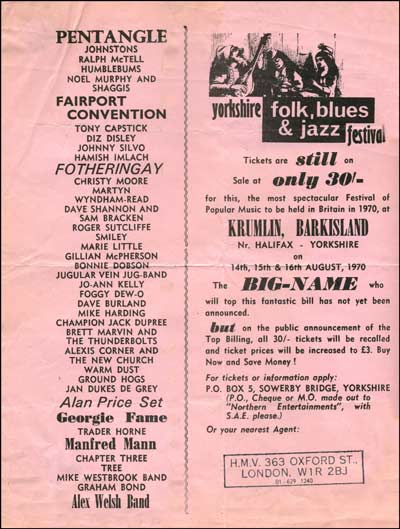 PENTANGLE
JOHNSTONS
RALPH McTELL
HUMBLEBUMS
NOEL MURPHY AND
SHAGGIS
FAIRPORT
CONVENTION
TONY CAPSTICK
DIZ DISLEY
JOHNNY SILVO
HAMISH IMLACH
FOTHERINGAY
CHRISTY MOORE
MARTYN
WYNDHAM-READ
DAVE SHANNON AND
SAM BRACKEN
ROGER SUTCLIFFE
SMILEY
MARIE LITTLE
GILLIAN McPHERSON
BONNIE DOBSON
JUGULAR VEIN JUG-BAND
JO-ANN KELLY
FOGGY DEW-O
DAVE BURLAND
MIKE HARDING
CHAMPION JACK DUPREE
BRETT MARVIN AND
THE THUNDERBOLTS
ALEXIS CORNER AND
THE NEW CHURCH
WARM DUST
GROUND HOGS
JAN DUKES DE GREY
Alan Price Set
Georgie Fame
TRADER HORNE
Manfred Mann
CHAPTER THREE
TREE
MIKE WESTBROOK BAND
GRAHAM BOND
Alex Welsh Band
yorkshire folk, blues
& jazz festival
Tickets are still on
Sale at only 30/-
for this, the most spectacular Festival of
Popular Music to be held in Britain in 1970, at
KRUMLIN, BARKISLAND
Nr. HALIFAX - YORKSHIRE
on
14th, 15th & 16th AUGUST, 1970
The BIG-NAME who
will top this fantastic bill has not yet been
announced.
but on the public announcement of the
Top Billing, all 30/- tickets will be recalled
and ticket prices will be increased to £3. Buy
Now and Save Money !
For tickets or information apply:
P.O. BOX 5, SOWERBY BRIDGE, YORKSHIRE
(P.O., Cheque or M.O. made out to
"Northern Entertainments", with
S.A.E. please.)
Or your nearest Agent:
H.M.V. 363 OXFORD ST.,
LONDON, W1R 2BJ
01-629 1240